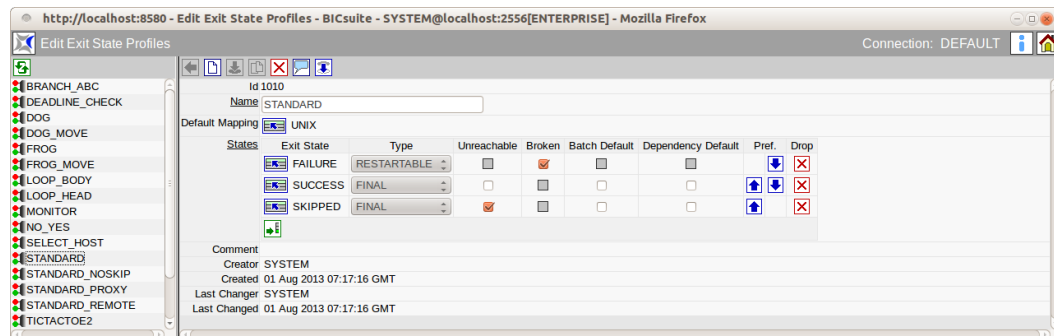 http://localhost:8580 - Edit Exit State Profiles - BICsuite - SYSTEM@localhost:2556[ENTERPRISE] - Mozilla Firefox
Edit Exit State Profiles
Connection: DEFAULT
BRANCH_ABC
DEADLINE_CHECK
DOG
DOG_MOVE
FROG
FROG_MOVE
LOOP_BODY
LOOP_HEAD
MONITOR
NO_YES
SELECT_HOST
STANDARD
STANDARD_NOSKIP
STANDARD_PROXY
STANDARD_REMOTE
TICTACTOE2
Id 1010
Name STANDARD
Default Mapping UNIX
States Exit State Type Unreachable Broken Batch Default Dependency Default Pref. Drop
FAILURE RESTARTABLE
SUCCESS FINAL
SKIPPED FINAL
Comment
Creator SYSTEM
Created 01 Aug 2013 07:17:16 GMT
Last Changer SYSTEM
Last Changed 01 Aug 2013 07:17:16 GMT